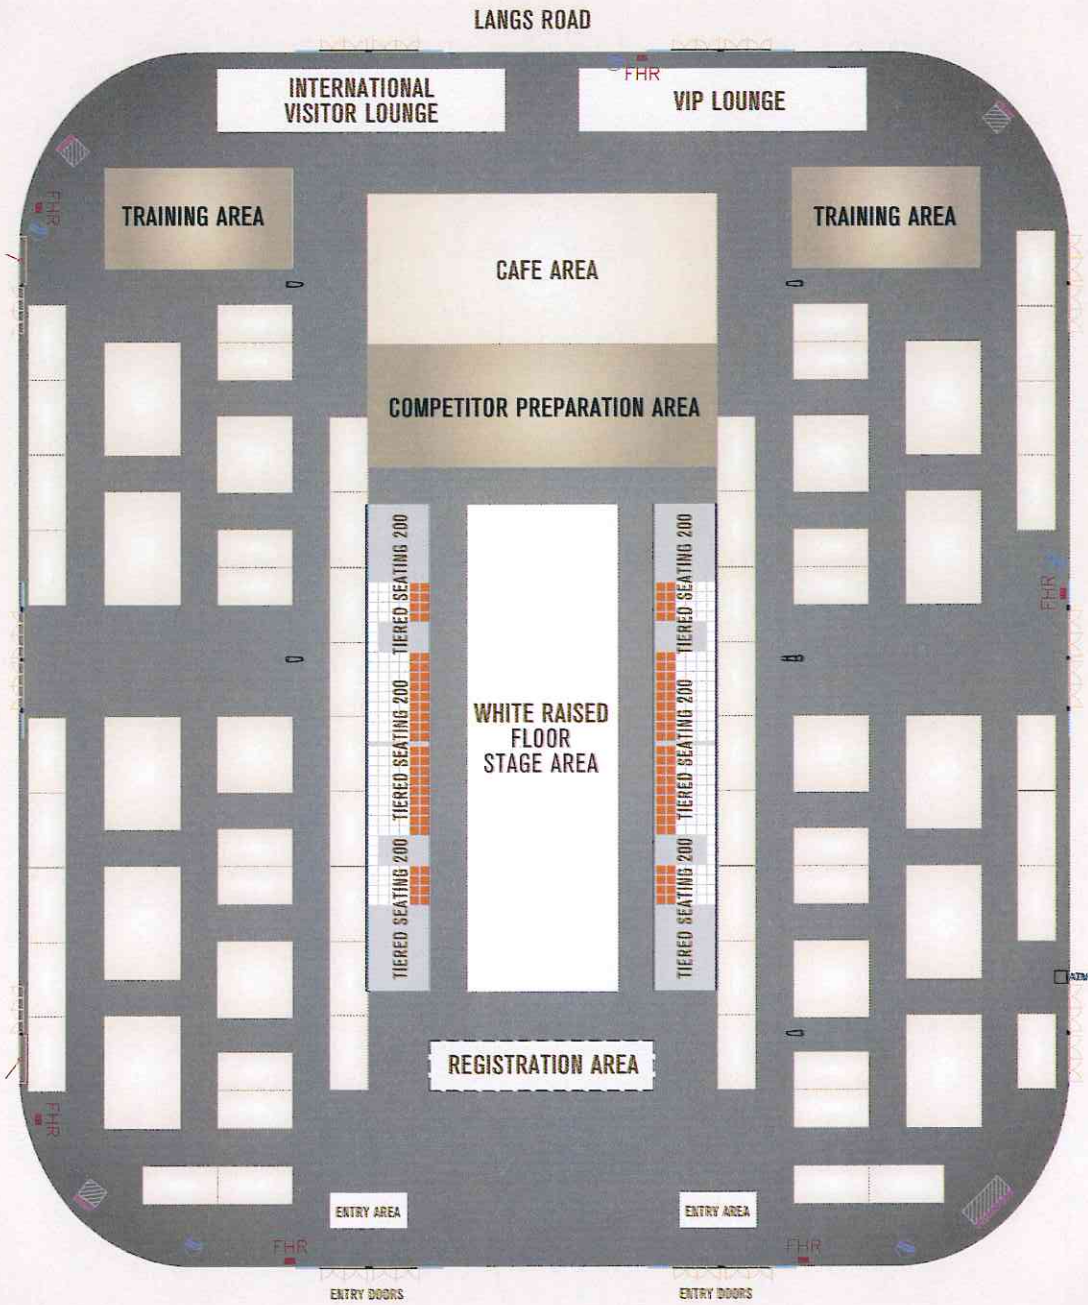 LANGS ROAD
INTERNATIONAL
VISITOR LOUNGE
FHR
VIP LOUNGE
FHR
TRAINING AREA
TRAINING AREA
CAFE AREA
COMPETITOR PREPARATION AREA
TIERED SEATING 200
TIERED SEATING 200
FHR
TIERED SEATING 200
TIERED SEATING 200
WHITE RAISED
FLOOR
STAGE AREA
TIERED SEATING 200
TIERED SEATING 200
ATM
REGISTRATION AREA
FHR
ENTRY AREA
ENTRY AREA
FHR
FHR
ENTRY DOORS
ENTRY DOORS